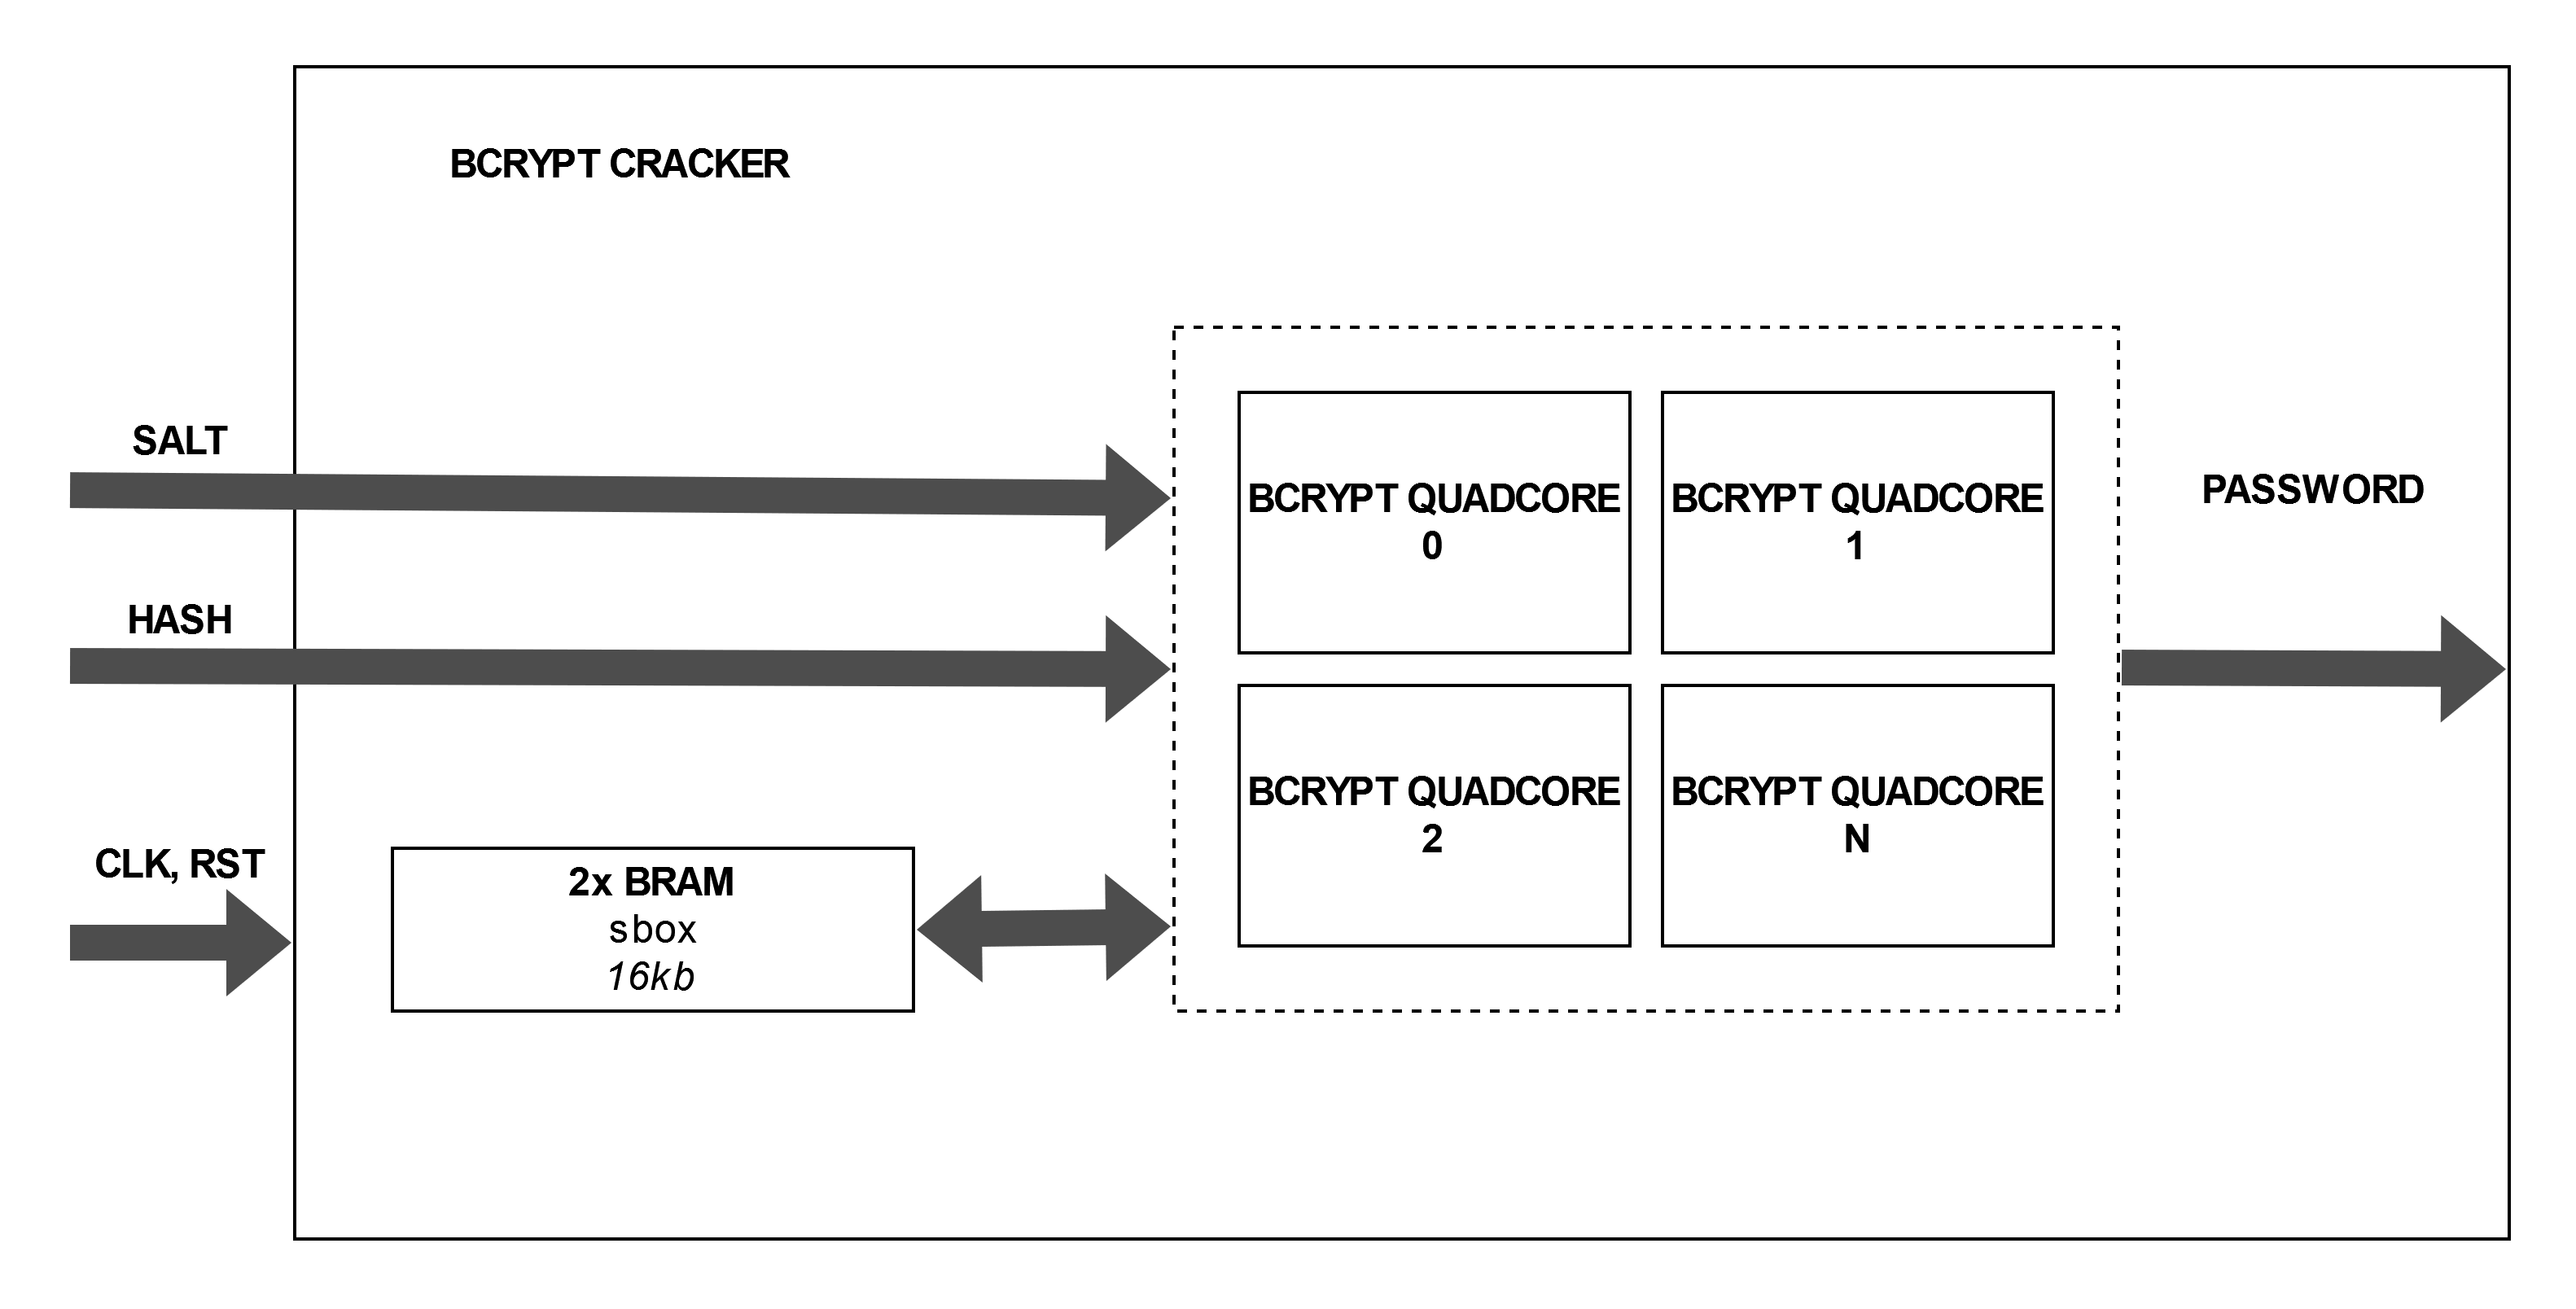 BCRYPT CRACKER
SALT
HASH
CLK, RST
2x BRAM
sbox
16kb
BCRYPT QUADCORE
0
BCRYPT QUADCORE
1
BCRYPT QUADCORE
2
BCRYPT QUADCORE
N
PASSWORD